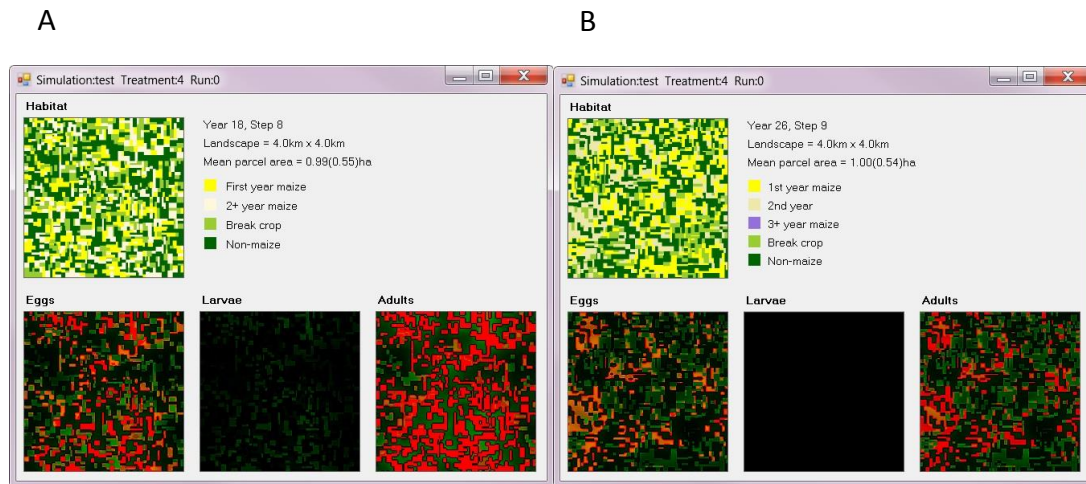 A
B
Simulation:test Treatment:4 Run:0
Habitat
Year 18, Step 8
Landscape = 4.0km x 4.0km
Mean parcel area = 0.99(0.55)ha
First year maize
2+ year maize
Break crop
Non-maize
Eggs
Larvae
Adults
Simulation:test Treatment:4 Run:0
Habitat
Year 26, Step 9
Landscape = 4.0km x 4.0km
Mean parcel area = 1.00(0.54)ha
1st year maize
2nd year
3+ year maize
Break crop
Non-maize
Eggs
Larvae
Adults